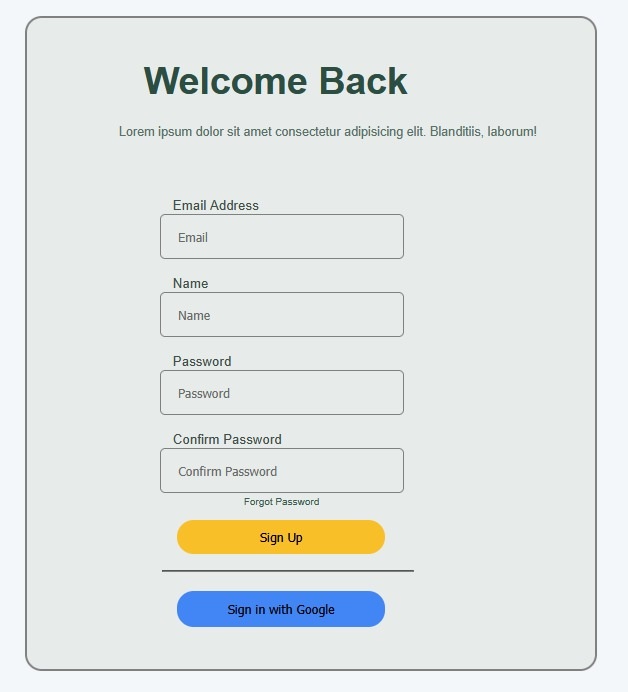 Welcome Back
Lorem ipsum dolor sit amet consectetur adipisicing elit. Blanditiis, laborum!
Email Address
Email
Name
Name
Password
Password
Confirm Password
Confirm Password
Forgot Password
Sign Up
Sign in with Google